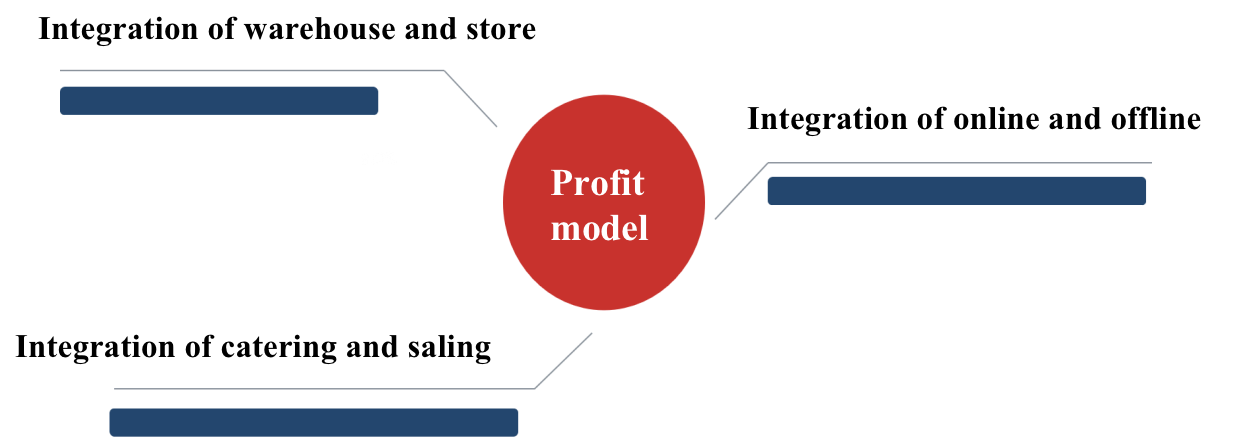 Integration of warehouse and store
Integration of online and offline
Profit
model
Integration of catering and saling